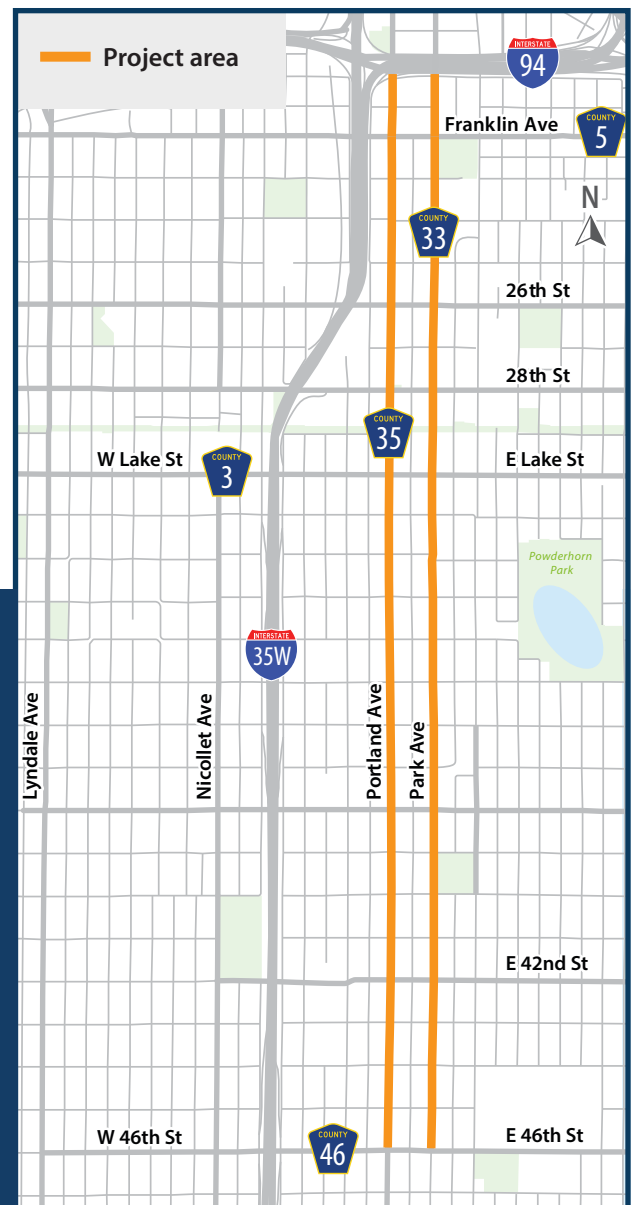 Project area
INTERSTATE
94
Franklin Ave
COUNTY
5
N
COUNTY
33
26th St
28th St
COUNTY
35
W Lake St
COUNTY
3
E Lake St
Powderhorn
Park
INTERSTATE
35W
Lyndale Ave
Nicollet Ave
Portland Ave
Park Ave
E 42nd St
W 46th St
COUNTY
46
E 46th St